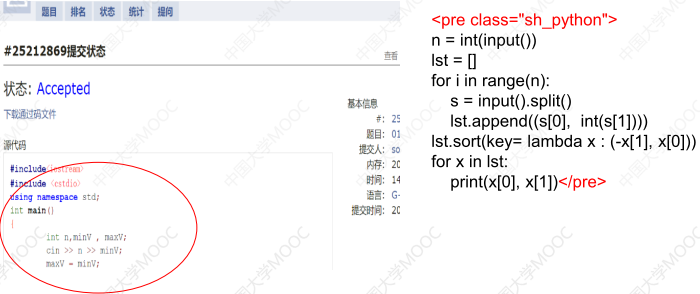 题目 排名 状态 统计 提问
#25212869提交状态
查看
状态: Accepted
下载通过码文件
源代码
#include<iostream>
#include <cstdio>
using namespace std;
int main()
{
int n,minV , maxV;
cin >> n >> minV;
maxV = minV;
基本信息
#: 25
题目: 01
提交人: so
内存: 20
时间: 14
语言: G-
提交时间: 20
<pre class="sh_python">
n = int(input())
lst = []
for i in range(n):
s = input().split()
lst.append((s[0], int(s[1])))
lst.sort(key= lambda x : (-x[1], x[0]))
for x in lst:
print(x[0], x[1])</pre>
中国大学MOOC